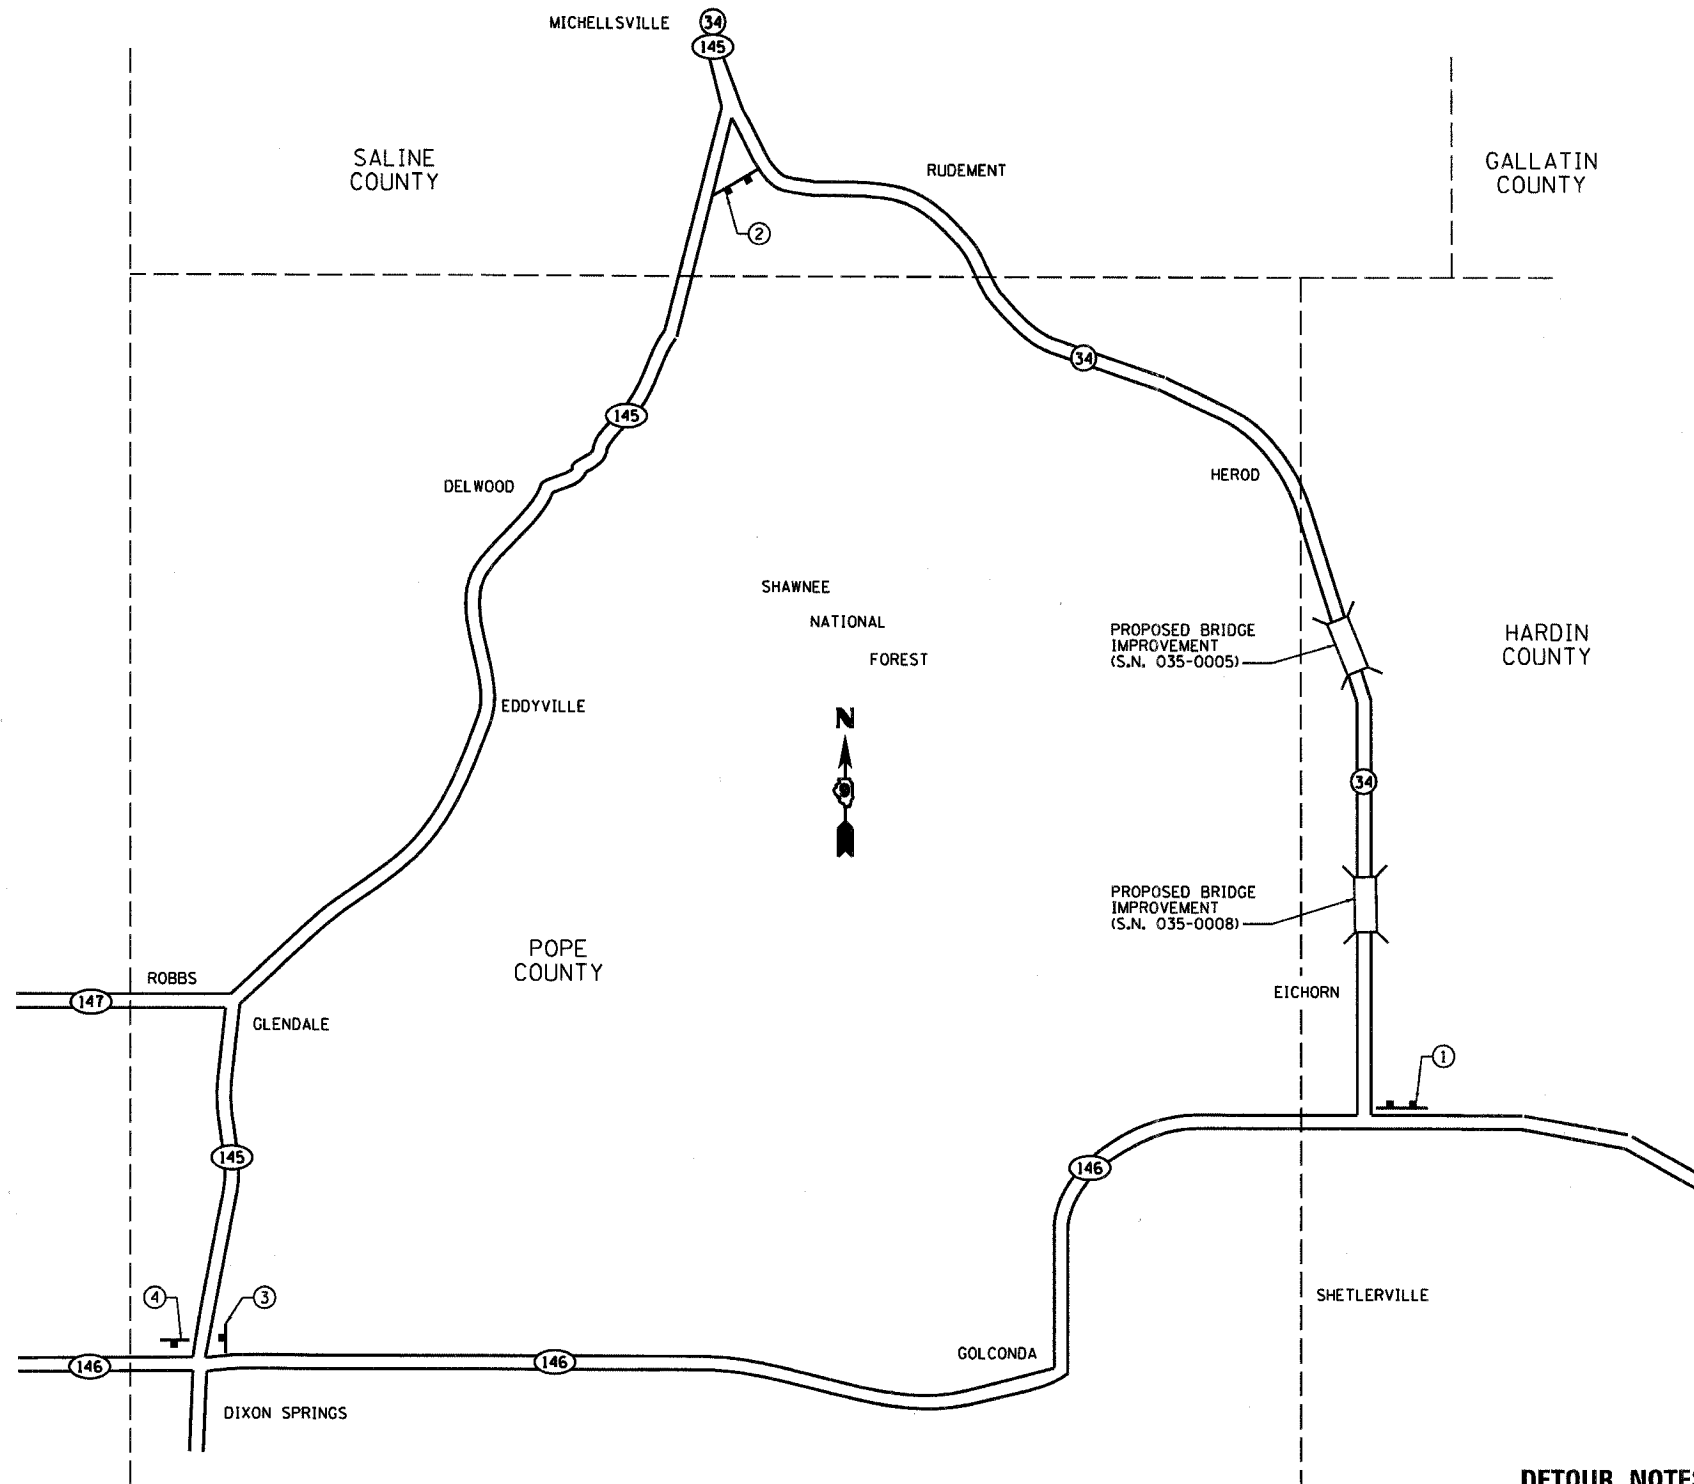 MICHELLSVILLE
34
145
SALINE
COUNTY
RUDEMENT
GALLATIN
COUNTY
2
34
145
HEROD
DELWOOD
SHAWNEE
NATIONAL
FOREST
PROPOSED BRIDGE
IMPROVEMENT
(S.N. 035-0005)
HARDIN
COUNTY
EDDYVILLE
N
34
PROPOSED BRIDGE
IMPROVEMENT
(S.N. 035-0008)
POPE
COUNTY
ROBBS
147
EICHORN
GLENDALE
1
145
146
4
3
SHETLERVILLE
146
146
GOLCONDA
DIXON SPRINGS